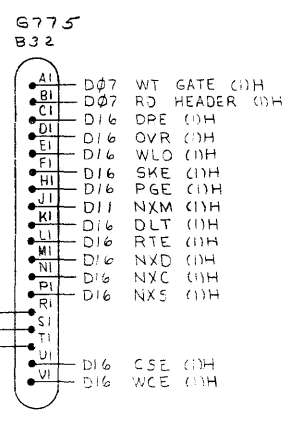 G775
B32
A1 DØ7 WT GATE (1)H
B1 DØ7 RD HEADER (1)H
C1 D16 DPE (1)H
D1 D16 OVR (1)H
E1 D16 WLO (1)H
F1 D16 SKE (1)H
H1 D16 PGE (1)H
J1 D11 NXM (1)H
K1 D16 DLT (1)H
L1 D16 RTE (1)H
M1 D16 NXD (1)H
N1 D16 NXC (1)H
P1 D16 NXS (1)H
R1
S1
T1
U1 D16 CSE (1)H
V1 D16 WCE (1)H